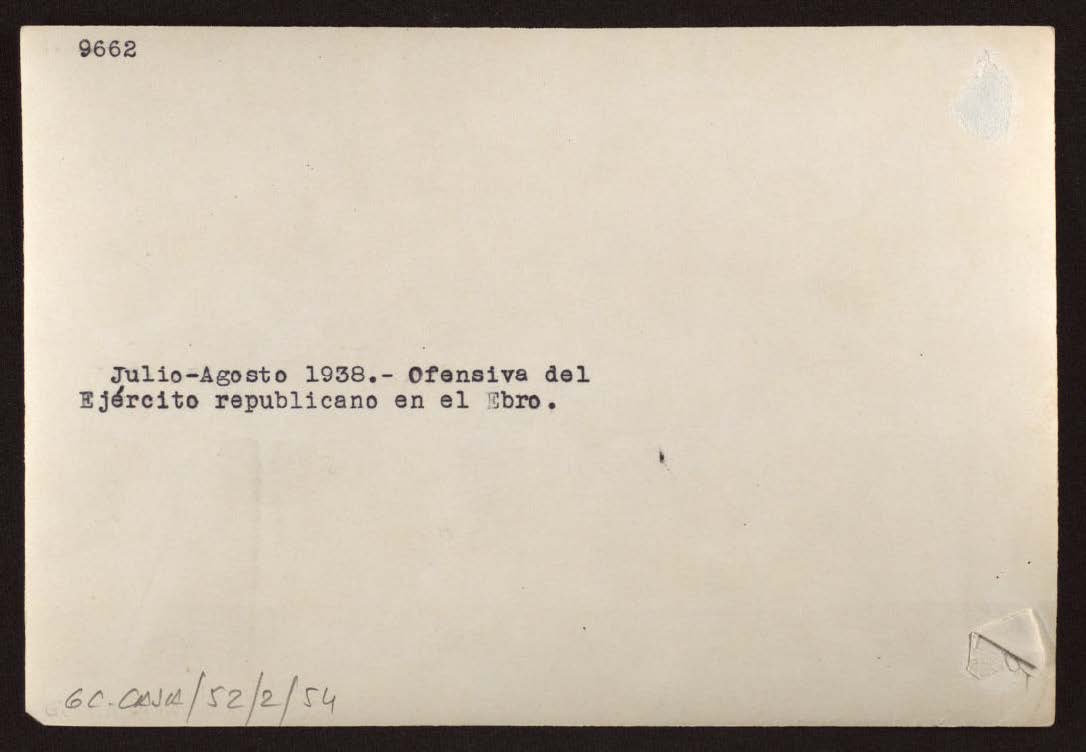 9662
Julio-Agosto 1938.- Ofensiva del
Ejército republicano en el Ebro.
GC-CAJA/52/2/54